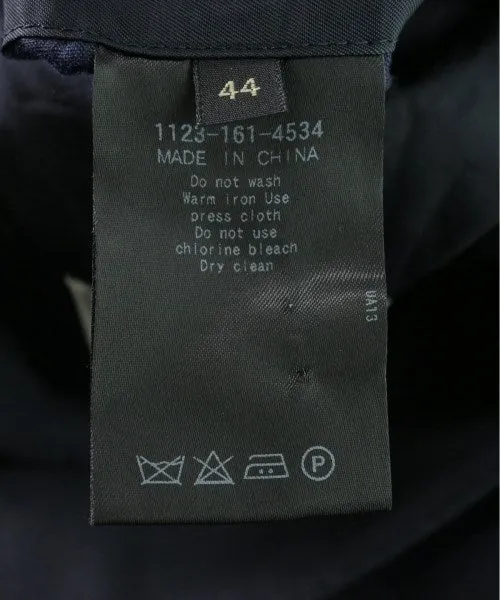 44
1123-161-4534
MADE IN CHINA
Do not wash
Warm iron Use
press cloth
Do not use
chlorine bleach
Dry clean
UA13
P